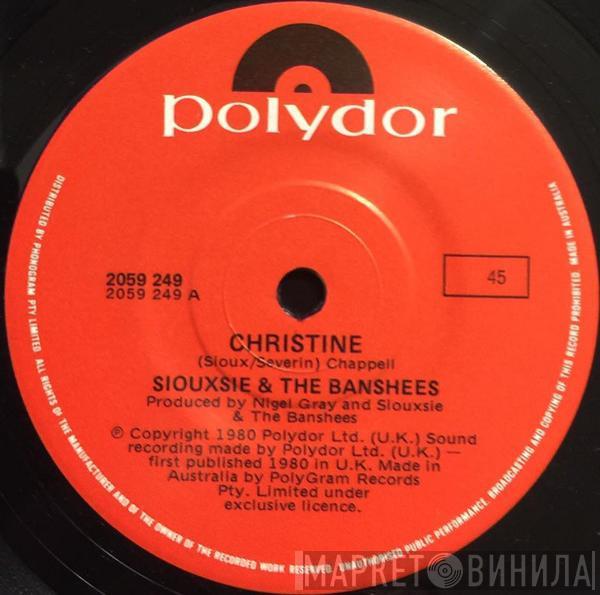 polydor
2059 249
2059 249 A
45
CHRISTINE
(Sioux/Severin) Chappell
SIOUXSIE & THE BANSHEES
Produced by Nigel Gray and Siouxsie
& The Banshees
℗ Copyright 1980 Polydor Ltd. (U.K.) Sound
recording made by Polydor Ltd. (U.K.) —
first published 1980 in U.K. Made in
Australia by PolyGram Records
Pty. Limited under
exclusive licence.
DISTRIBUTED BY PHONOGRAM PTY LIMITED. ALL RIGHTS OF THE MANUFACTURER AND OF THE OWNER OF THE RECORDED WORK RESERVED. UNAUTHORISED PUBLIC PERFORMANCE, BROADCASTING AND COPYING OF THIS RECORD PROHIBITED. MADE IN AUSTRALIA
МАРКЕТ ВИНИЛА